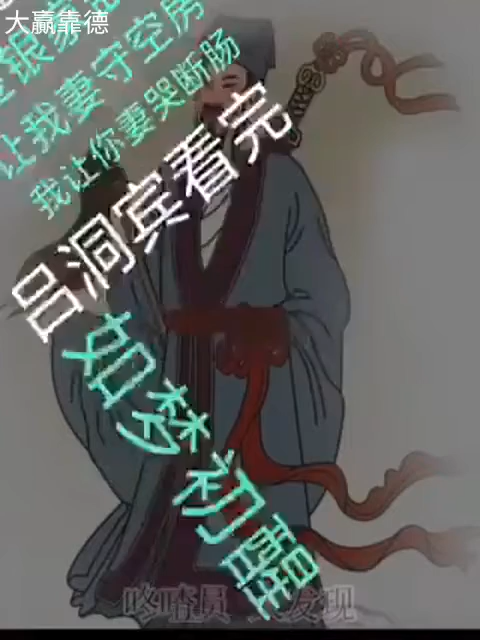 大赢靠德
让我妻守空房
我让你妻哭断肠
吕洞宾看完
如梦初醒
发现